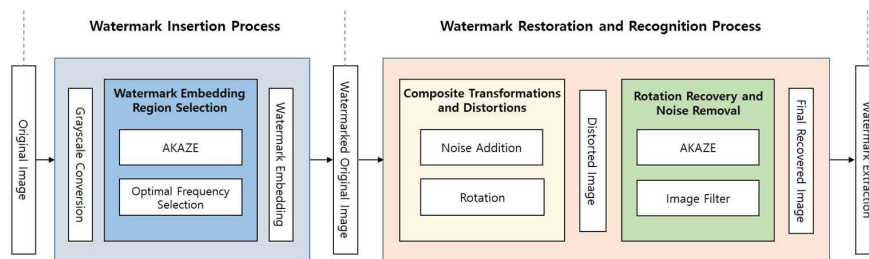 Watermark Insertion Process
Watermark Restoration and Recognition Process
Original Image
Grayscale Conversion
Watermark Embedding
Region Selection
AKAZE
Optimal Frequency
Selection
Watermark Embedding
Watermarked Original Image
Composite Transformations
and Distortions
Noise Addition
Rotation
Distorted Image
Rotation Recovery and
Noise Removal
AKAZE
Image Filter
Final Recovered Image
Watermark Extraction